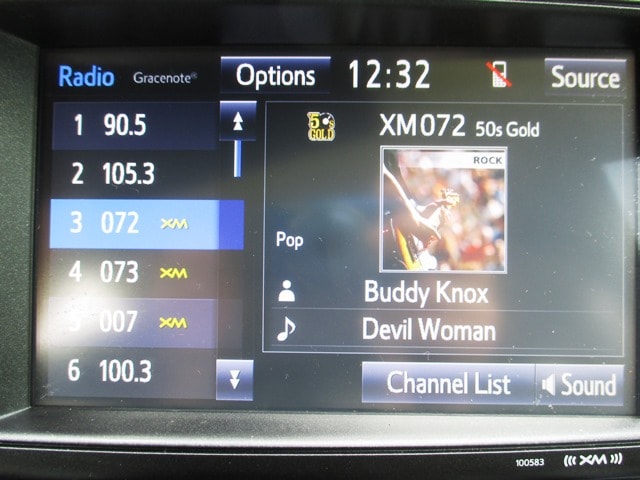 Radio Gracenote® Options 12:32 Source
1 90.5
2 105.3
3 072 XM
4 073 XM
5 007 XM
6 100.3
50s GOLD
XM072 50s Gold
ROCK
Pop
Buddy Knox
Devil Woman
Channel List Sound
100583 ((( XM )))